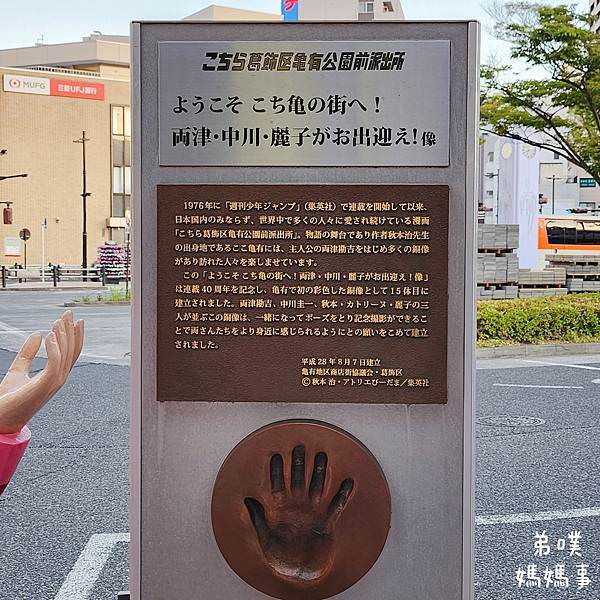 こちら葛飾区亀有公園前派出所
ようこそ こち亀の街へ！
両津・中川・麗子がお出迎え！像
1976年に「週刊少年ジャンプ」(集英社)で連載を開始して以来、
日本国内のみならず、世界中で多くの人々に愛され続けている漫画
「こちら葛飾区亀有公園前派出所」。物語の舞台であり作者秋本治先生
の出身地であるここ亀有には、主人公の両津勘吉をはじめ多くの銅像
があり訪れた人々を楽しませています。
この「ようこそ こち亀の街へ！両津・中川・麗子がお出迎え！像」
は連載40周年を記念し、亀有で初の3体同時、銅像として15体目に
建立されました。両津勘吉、中川圭一、秋本・カトリーヌ・麗子の三
人が並ぶこの銅像は、一緒になってポーズをとり記念撮影ができるこ
とで両さんたちをより身近に感じられるようにとの願いをこめて建立
されました。
平成28年8月7日建立
亀有地区商店街協議会・葛飾区
©秋本 治・アトリエびーだま／集英社
MUFG
三菱UFJ銀行
弟噗
媽媽事